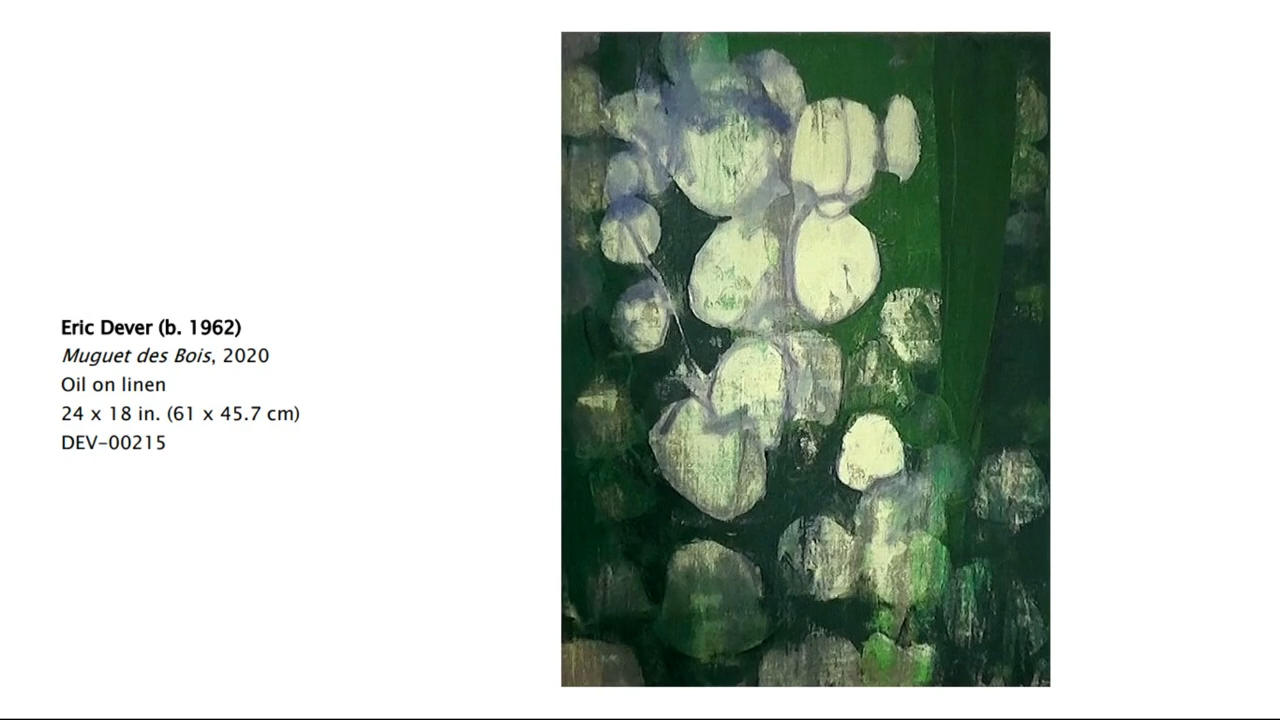 Eric Dever (b. 1962)
Muguet des Bois, 2020
Oil on linen
24 x 18 in. (61 x 45.7 cm)
DEV-00215